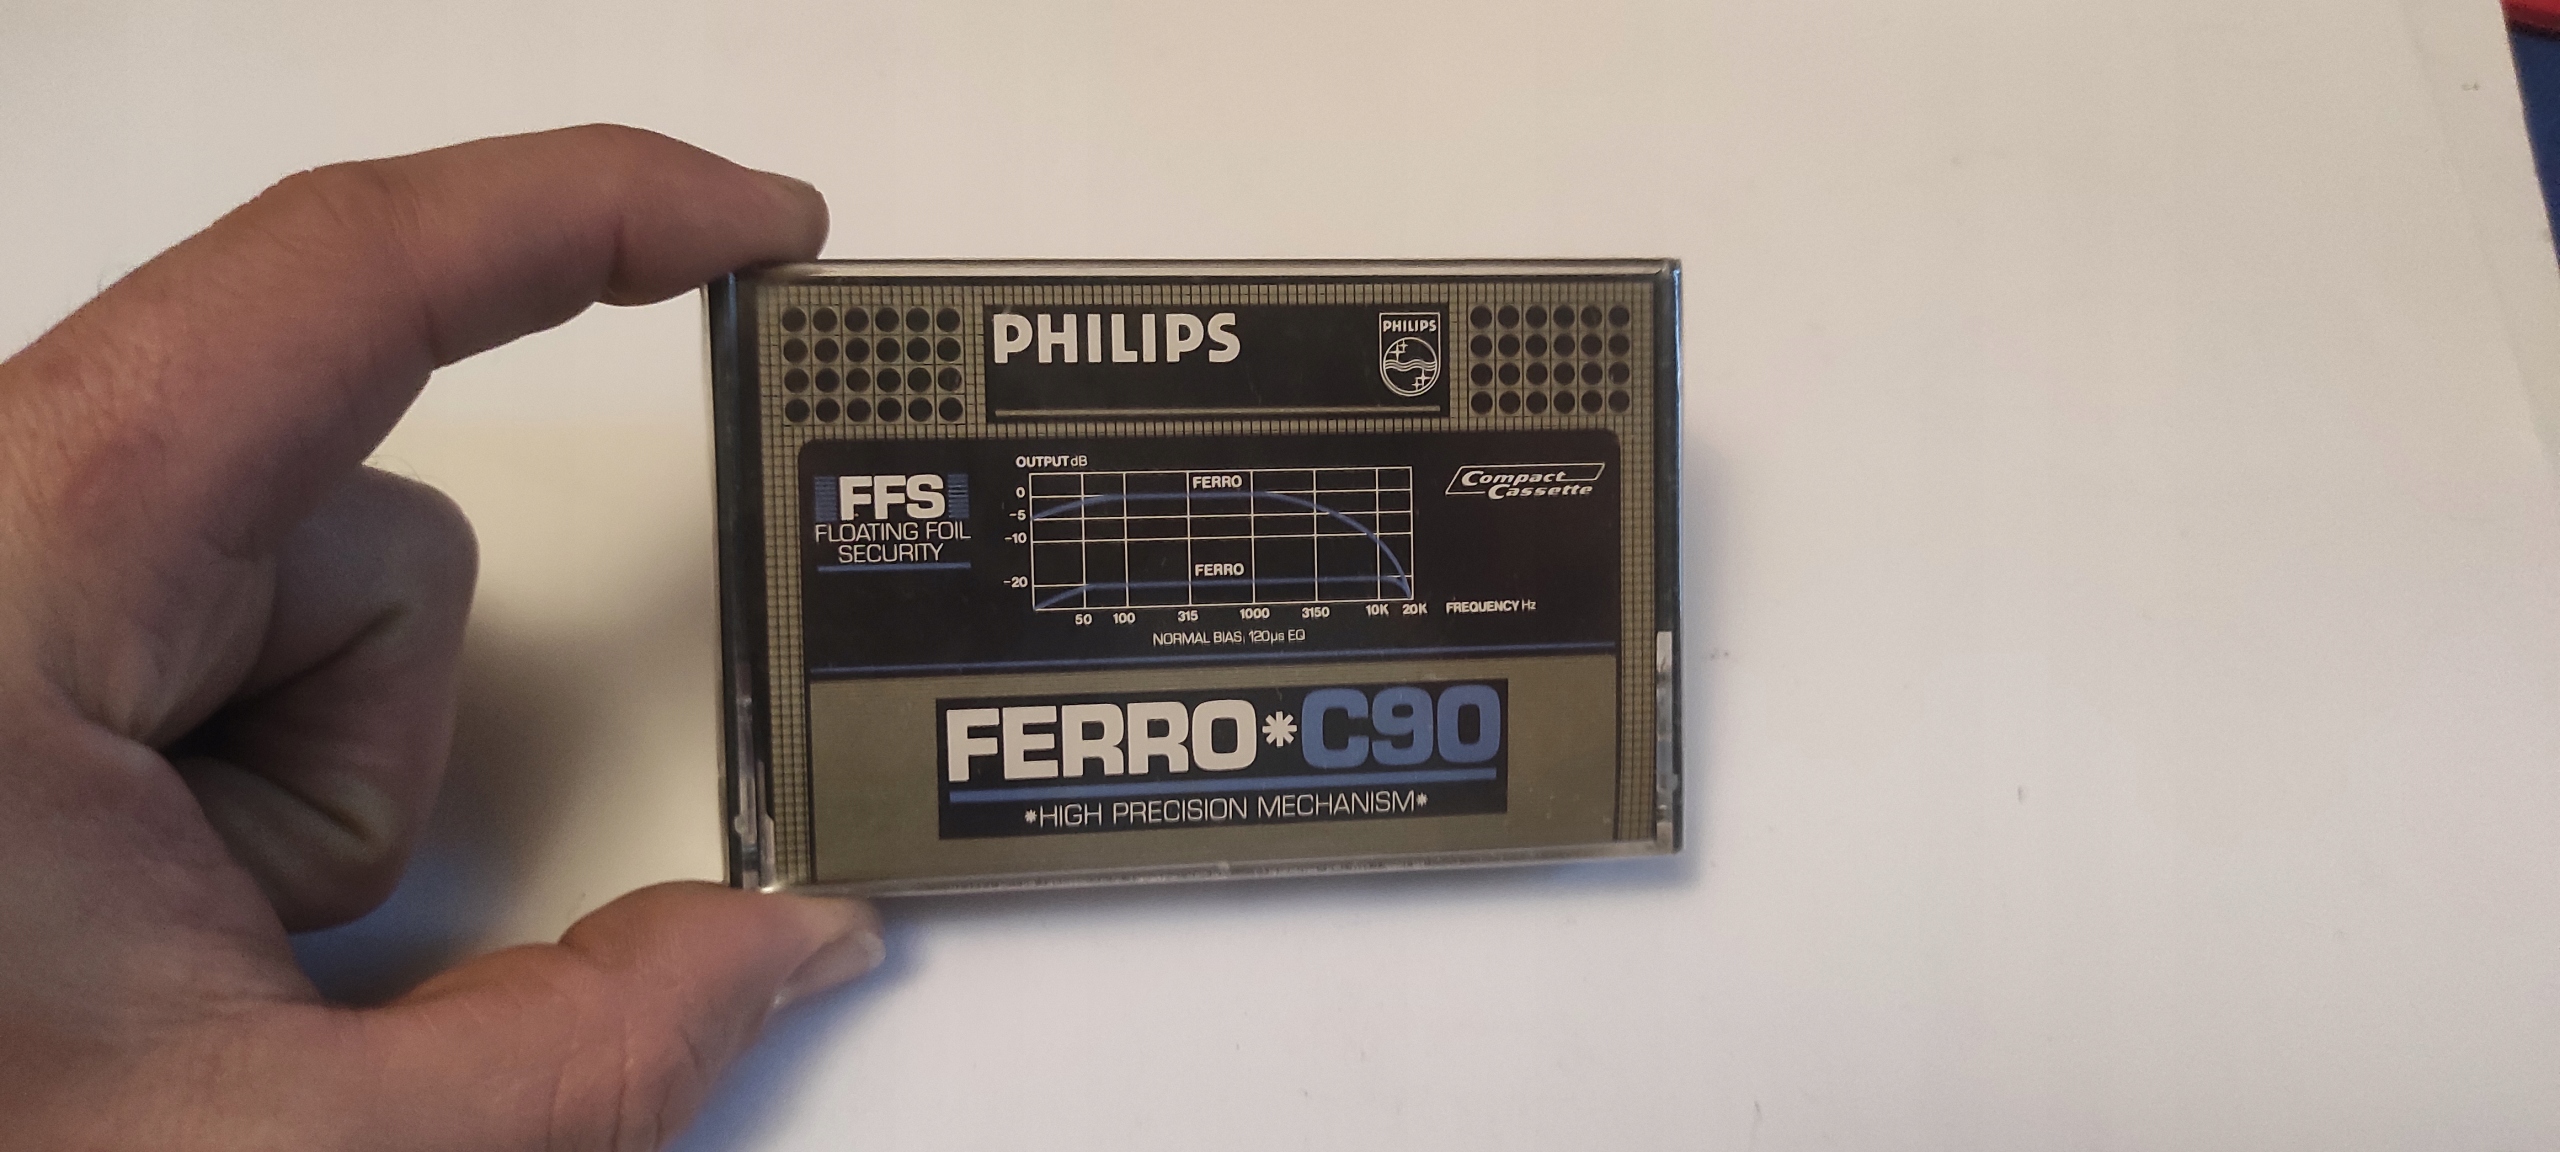 PHILIPS
PHILIPS
FFS
FLOATING FOIL
SECURITY
OUTPUT dB
0
-5
-10
-20
FERRO
FERRO
50 100 315 1000 3150 10K 20K FREQUENCY Hz
NORMAL BIAS, 120µs EQ
Compact
Cassette
FERRO*C90
*HIGH PRECISION MECHANISM*